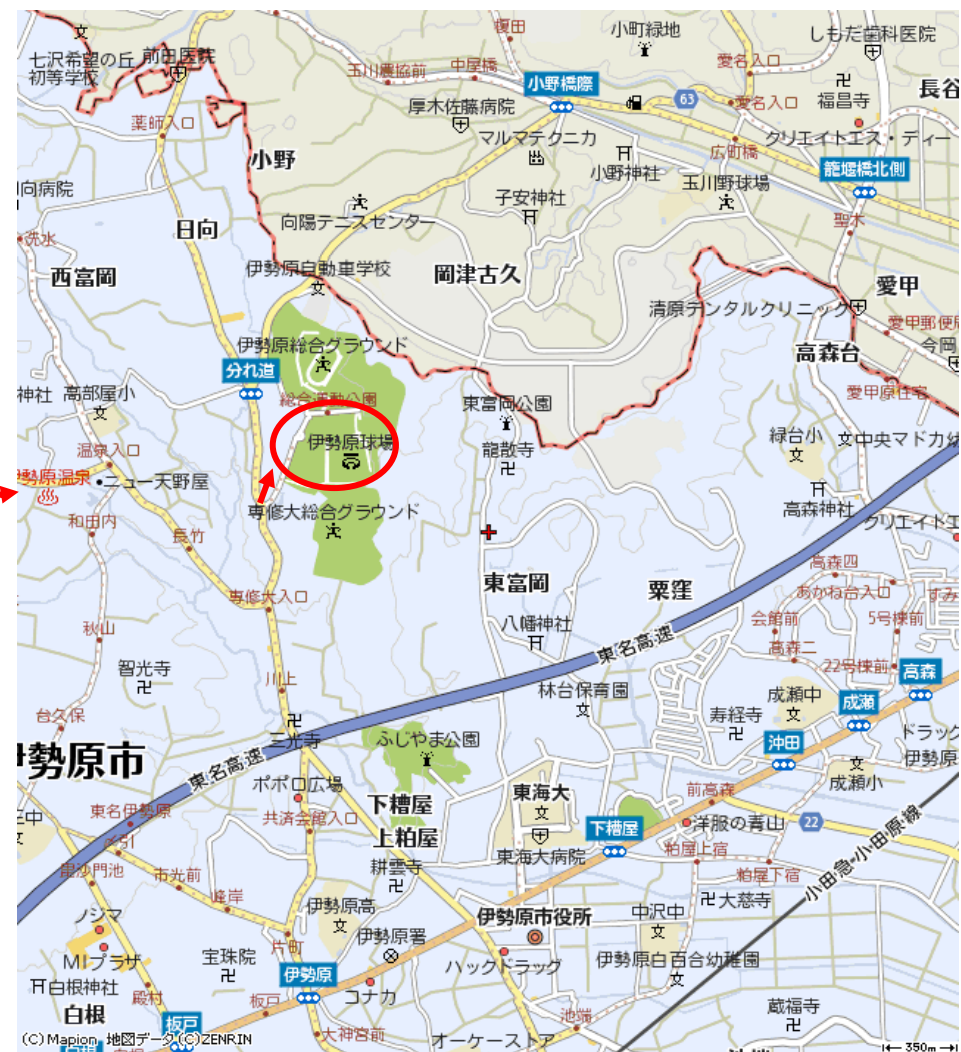 榎田
小町緑地
しもだ歯科医院
七沢希望の丘
初等学校
前田医院
玉川農協前
中屋橋
小野橋際
愛名入口
長谷
厚木佐藤病院
63
愛名入口
福昌寺
薬師入口
マルマテクニカ
クリエイトエス・ディー
小野
小野神社
広町橋
籠堰橋北側
向病院
子安神社
玉川野球場
日向
向陽テニスセンター
聖木
洗水
西富岡
伊勢原自動車学校
岡津古久
愛甲
清原デンタルクリニック
愛甲郵便局
今岡
伊勢原総合グラウンド
高森台
分れ道
神社
高部屋小
総合運動公園
東富岡公園
愛甲原住宅
伊勢原球場
龍散寺
緑台小
中央マドカ幼
温泉入口
伊勢原温泉
ニュー天野屋
高森神社
和田内
専修大総合グラウンド
クリエイトエ
長竹
高森四
東富岡
粟窪
あかね台入口
すみ
専修大入口
会館前
5号棟前
秋山
八幡神社
東名高速
高森二
22号棟前
高森
智光寺
川上
林台保育園
成瀬中
成瀬
台久保
寿経寺
三光寺
ふじやま公園
沖田
ドラッグ
伊勢原
伊勢原市
東名高速
ポポロ広場
成瀬小
下糟屋
東海大
前高森
東名伊勢原
共済会館入口
上粕屋
下糟屋
洋服の青山
22
東海大病院
粕屋上宿
小田急小田原線
毘沙門池
市光前
耕雲寺
粕屋下宿
峰岸
大慈寺
ノジマ
伊勢原高
伊勢原市役所
中沢中
片町
伊勢原署
MIプラザ
宝珠院
伊勢原
ハックドラッグ
伊勢原白百合幼稚園
白根神社
殿村
板戸
コナカ
蔵福寺
白根
板戸
池端
大神宮前
オーケーストア
(C)Mapion 地図データ(C)ZENRIN
350m